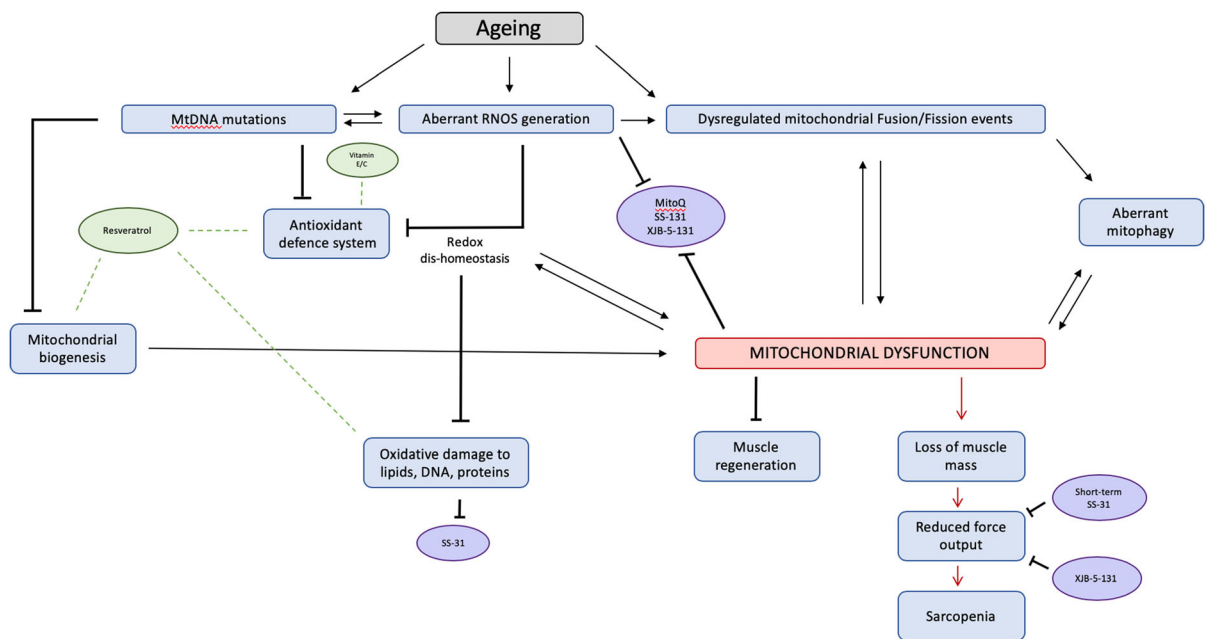 Ageing
MtDNA mutations
Aberrant RNOS generation
Dysregulated mitochondrial Fusion/Fission events
Vitamin
E/C
MitoQ
SS-131
XJB-5-131
Aberrant
mitophagy
Resveratrol
Antioxidant
defence system
Redox
dis-homeostasis
Mitochondrial
biogenesis
MITOCHONDRIAL DYSFUNCTION
Oxidative damage to
lipids, DNA, proteins
Muscle
regeneration
Loss of muscle
mass
Short-term
SS-31
Reduced force
output
SS-31
XJB-5-131
Sarcopenia